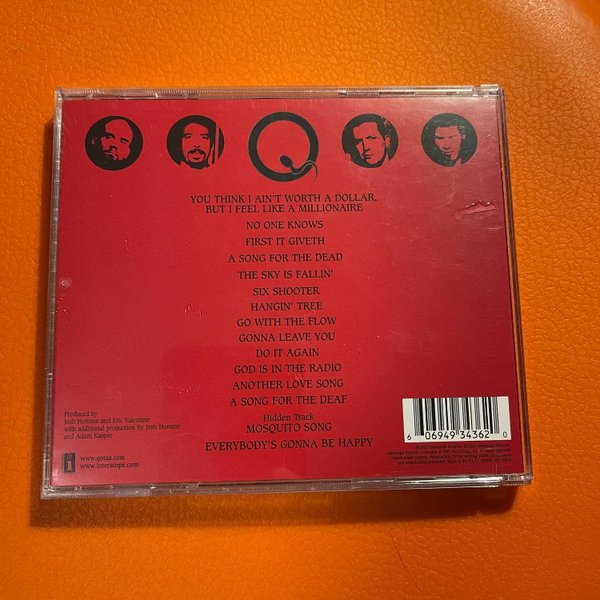 YOU THINK I AIN'T WORTH A DOLLAR,
BUT I FEEL LIKE A MILLIONAIRE
NO ONE KNOWS
FIRST IT GIVETH
A SONG FOR THE DEAD
THE SKY IS FALLIN'
SIX SHOOTER
HANGIN' TREE
GO WITH THE FLOW
GONNA LEAVE YOU
DO IT AGAIN
GOD IS IN THE RADIO
ANOTHER LOVE SONG
A SONG FOR THE DEAF
Hidden Track
MOSQUITO SONG
EVERYBODY'S GONNA BE HAPPY
Produced by
Josh Homme and Eric Valentine
with additional production by Josh Homme
and Adam Kasper
i
www.qotsa.com
www.interscope.com
6 06949 34362 0